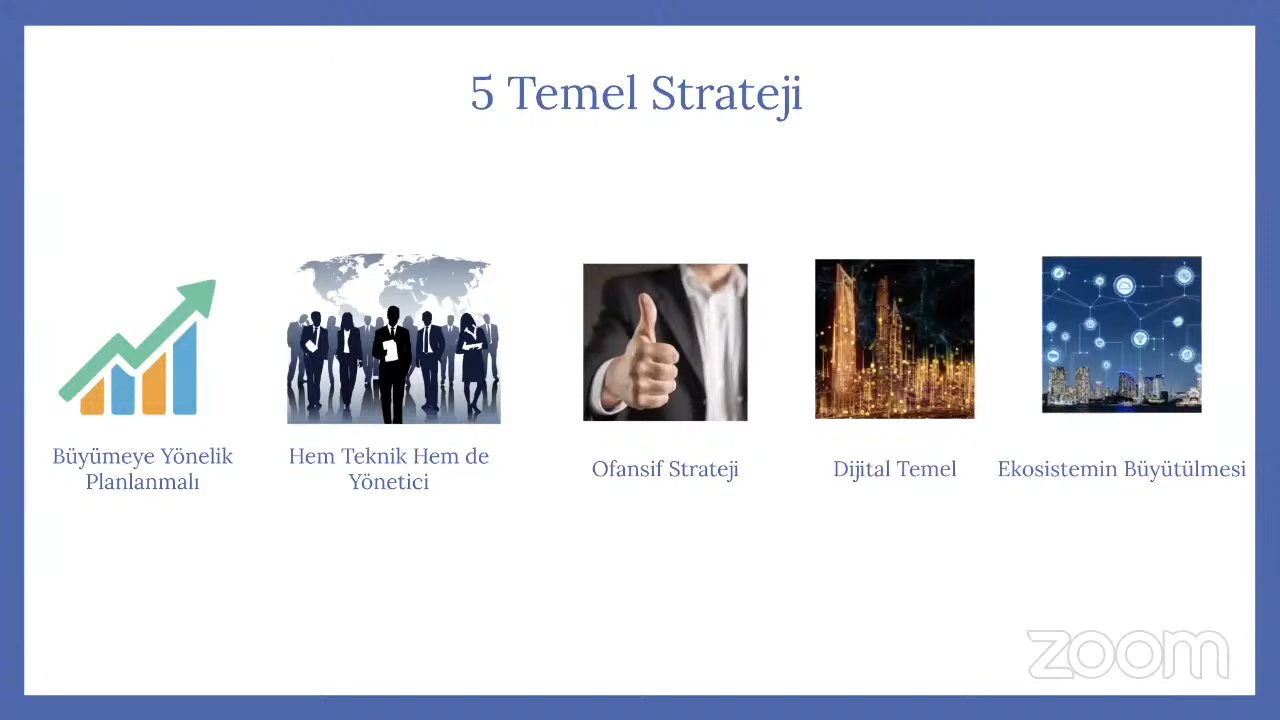 5 Temel Strateji
Büyümeye Yönelik
Planlanmalı
Hem Teknik Hem de
Yönetici
Ofansif Strateji
Dijital Temel
Ekosistemin Büyütülmesi
zoom